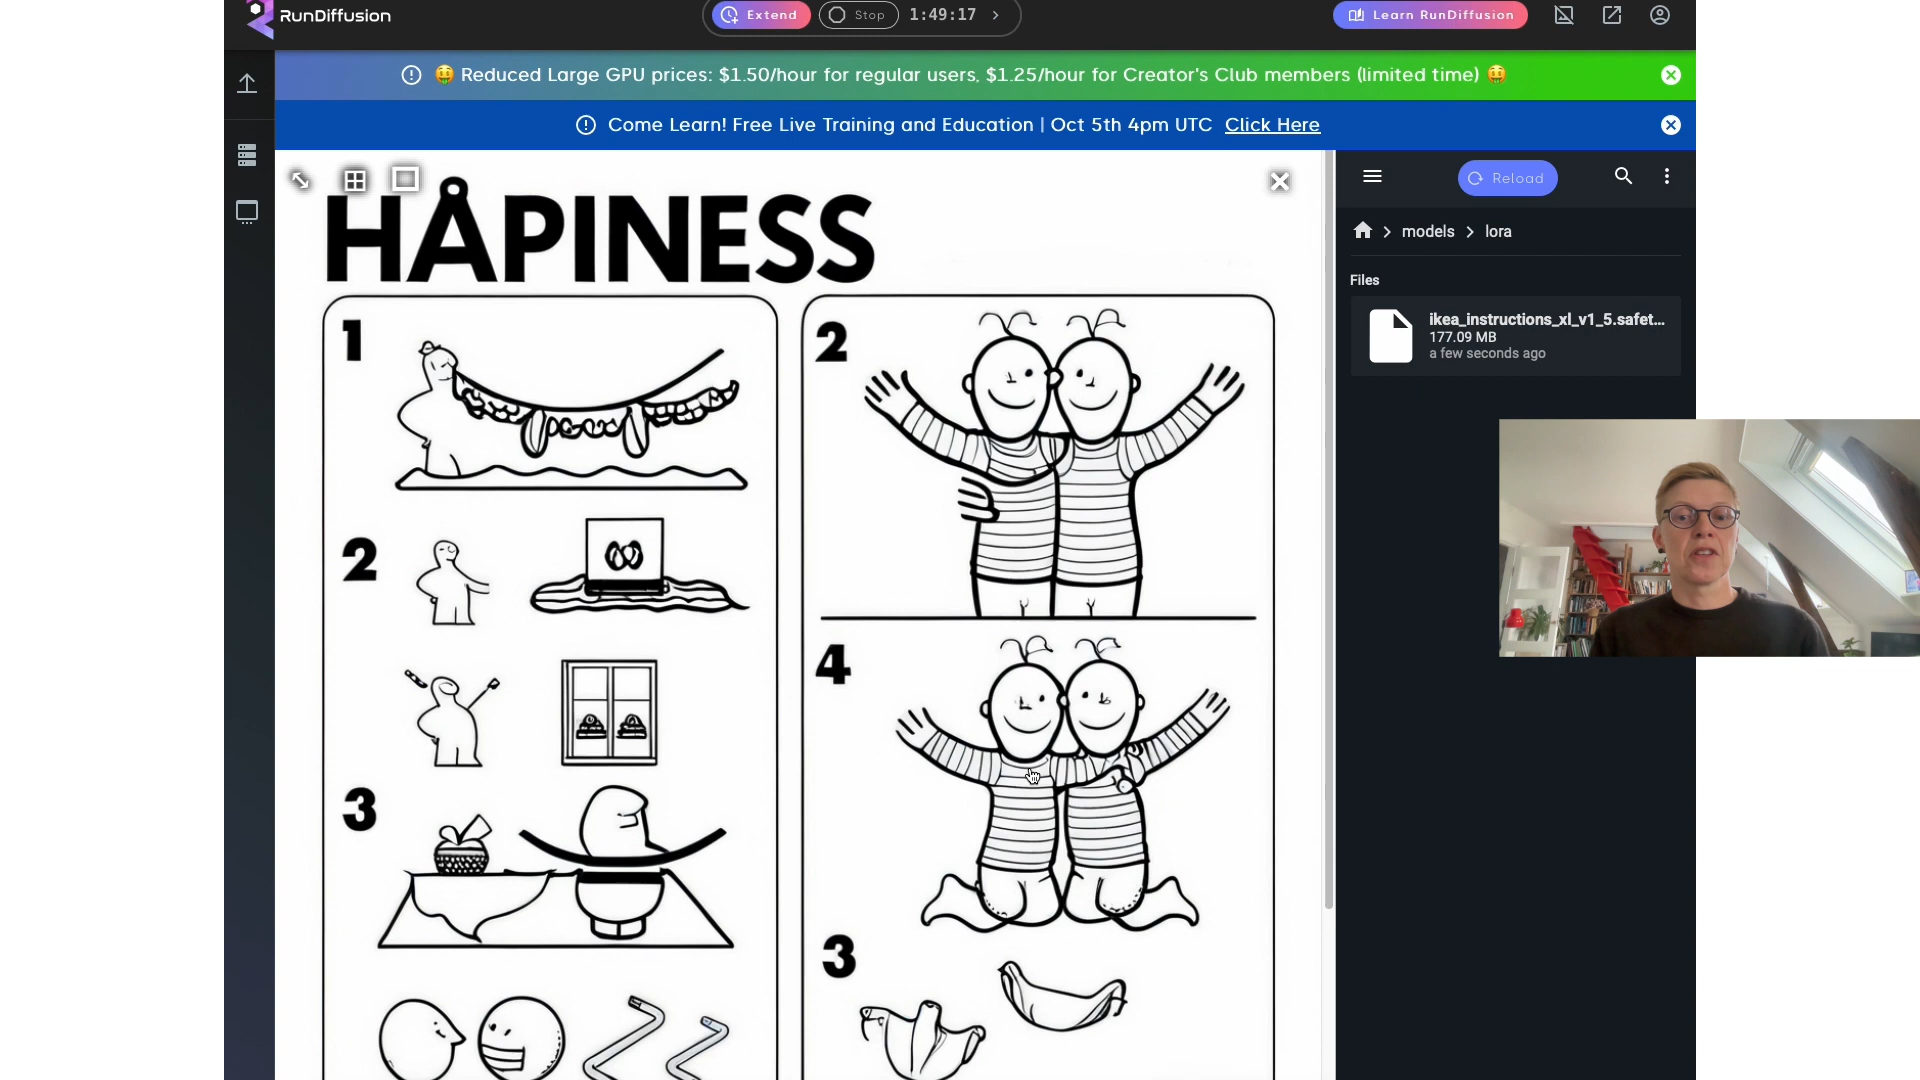 RunDiffusion
Extend
Stop
1:49:17
Learn RunDiffusion
🤑 Reduced Large GPU prices: $1.50/hour for regular users, $1.25/hour for Creator's Club members (limited time) 🤑
Come Learn! Free Live Training and Education | Oct 5th 4pm UTC Click Here
HÅPINESS
1
2
3
2
4
3
Reload
models > lora
Files
ikea_instructions_xl_v1_5.safet...
177.09 MB
a few seconds ago